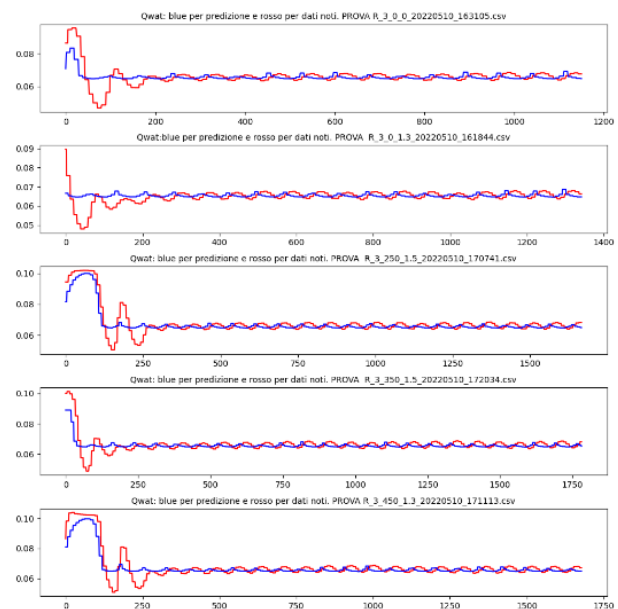 Qwat: blue per predizione e rosso per dati noti. PROVA R_3_0_0_20220510_163105.csv
0.08
0.06
0 200 400 600 800 1000 1200
Qwat:blue per predizione e rosso per dati noti. PROVA R_3_0_1.3_20220510_161844.csv
0.09
0.08
0.07
0.06
0.05
0 200 400 600 800 1000 1200 1400
Qwat: blue per predizione e rosso per dati noti. PROVA R_3_250_1.5_20220510_170741.csv
0.10
0.08
0.06
0 250 500 750 1000 1250 1500
Qwat: blue per predizione e rosso per dati noti. PROVA R_3_350_1.5_20220510_172034.csv
0.10
0.08
0.06
0 250 500 750 1000 1250 1500 1750
Qwat: blue per predizione e rosso per dati noti. PROVA R_3_450_1.3_20220510_171113.csv
0.10
0.08
0.06
0 250 500 750 1000 1250 1500 1750